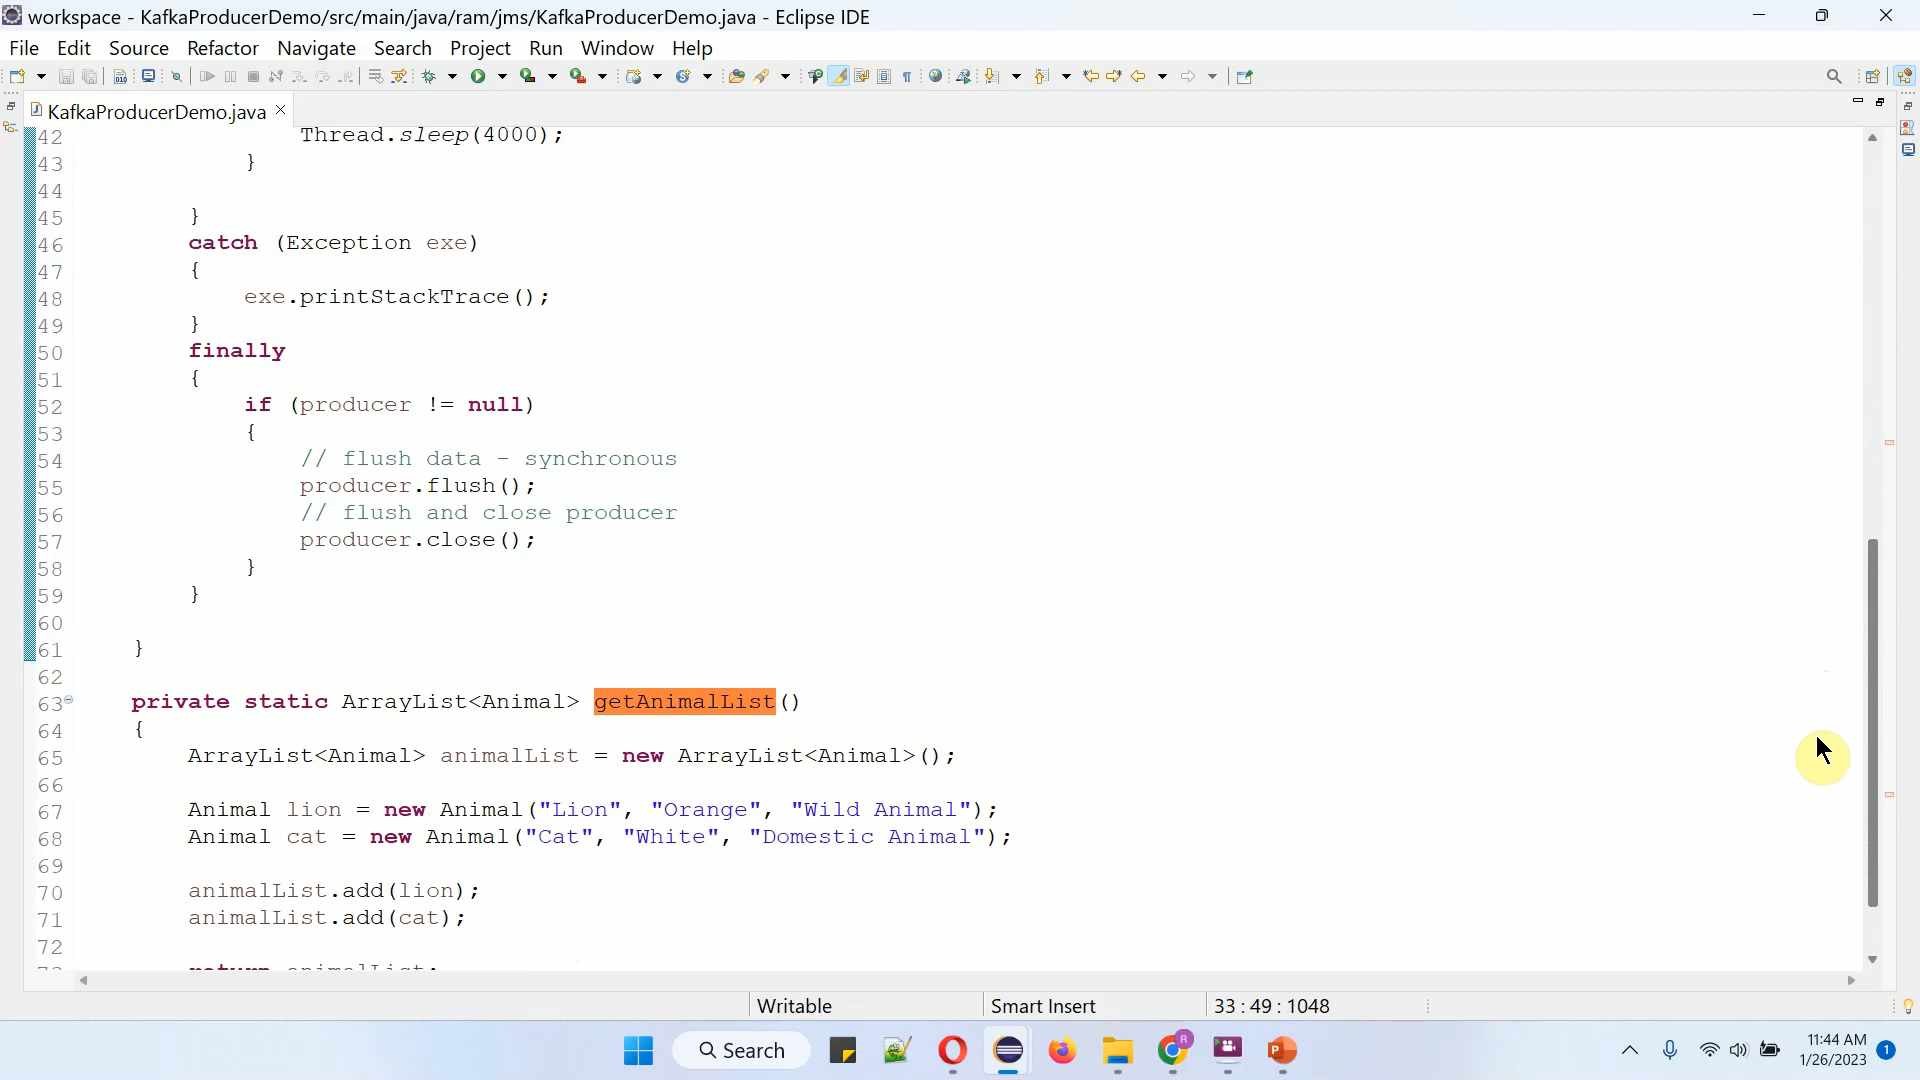 workspace - KafkaProducerDemo/src/main/java/ram/jms/KafkaProducerDemo.java - Eclipse IDE
File Edit Source Refactor Navigate Search Project Run Window Help
KafkaProducerDemo.java
42 Thread.sleep(4000);
43 }
44
45 }
46 catch (Exception exe)
47 {
48 exe.printStackTrace();
49 }
50 finally
51 {
52 if (producer != null)
53 {
54 // flush data - synchronous
55 producer.flush();
56 // flush and close producer
57 producer.close();
58 }
59 }
60
61 }
62
63 private static ArrayList<Animal> getAnimalList()
64 {
65 ArrayList<Animal> animalList = new ArrayList<Animal>();
66
67 Animal lion = new Animal("Lion", "Orange", "Wild Animal");
68 Animal cat = new Animal("Cat", "White", "Domestic Animal");
69
70 animalList.add(lion);
71 animalList.add(cat);
72
73 return animalList;
Writable Smart Insert 33 : 49 : 1048
Search
R
11:44 AM
1/26/2023
1